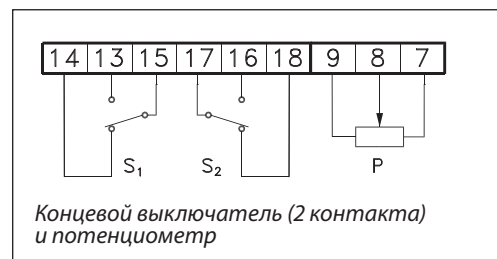 14 13 15 17 16 18 9 8 7
S₁ S₂ P
Концевой выключатель (2 контакта)
и потенциометр